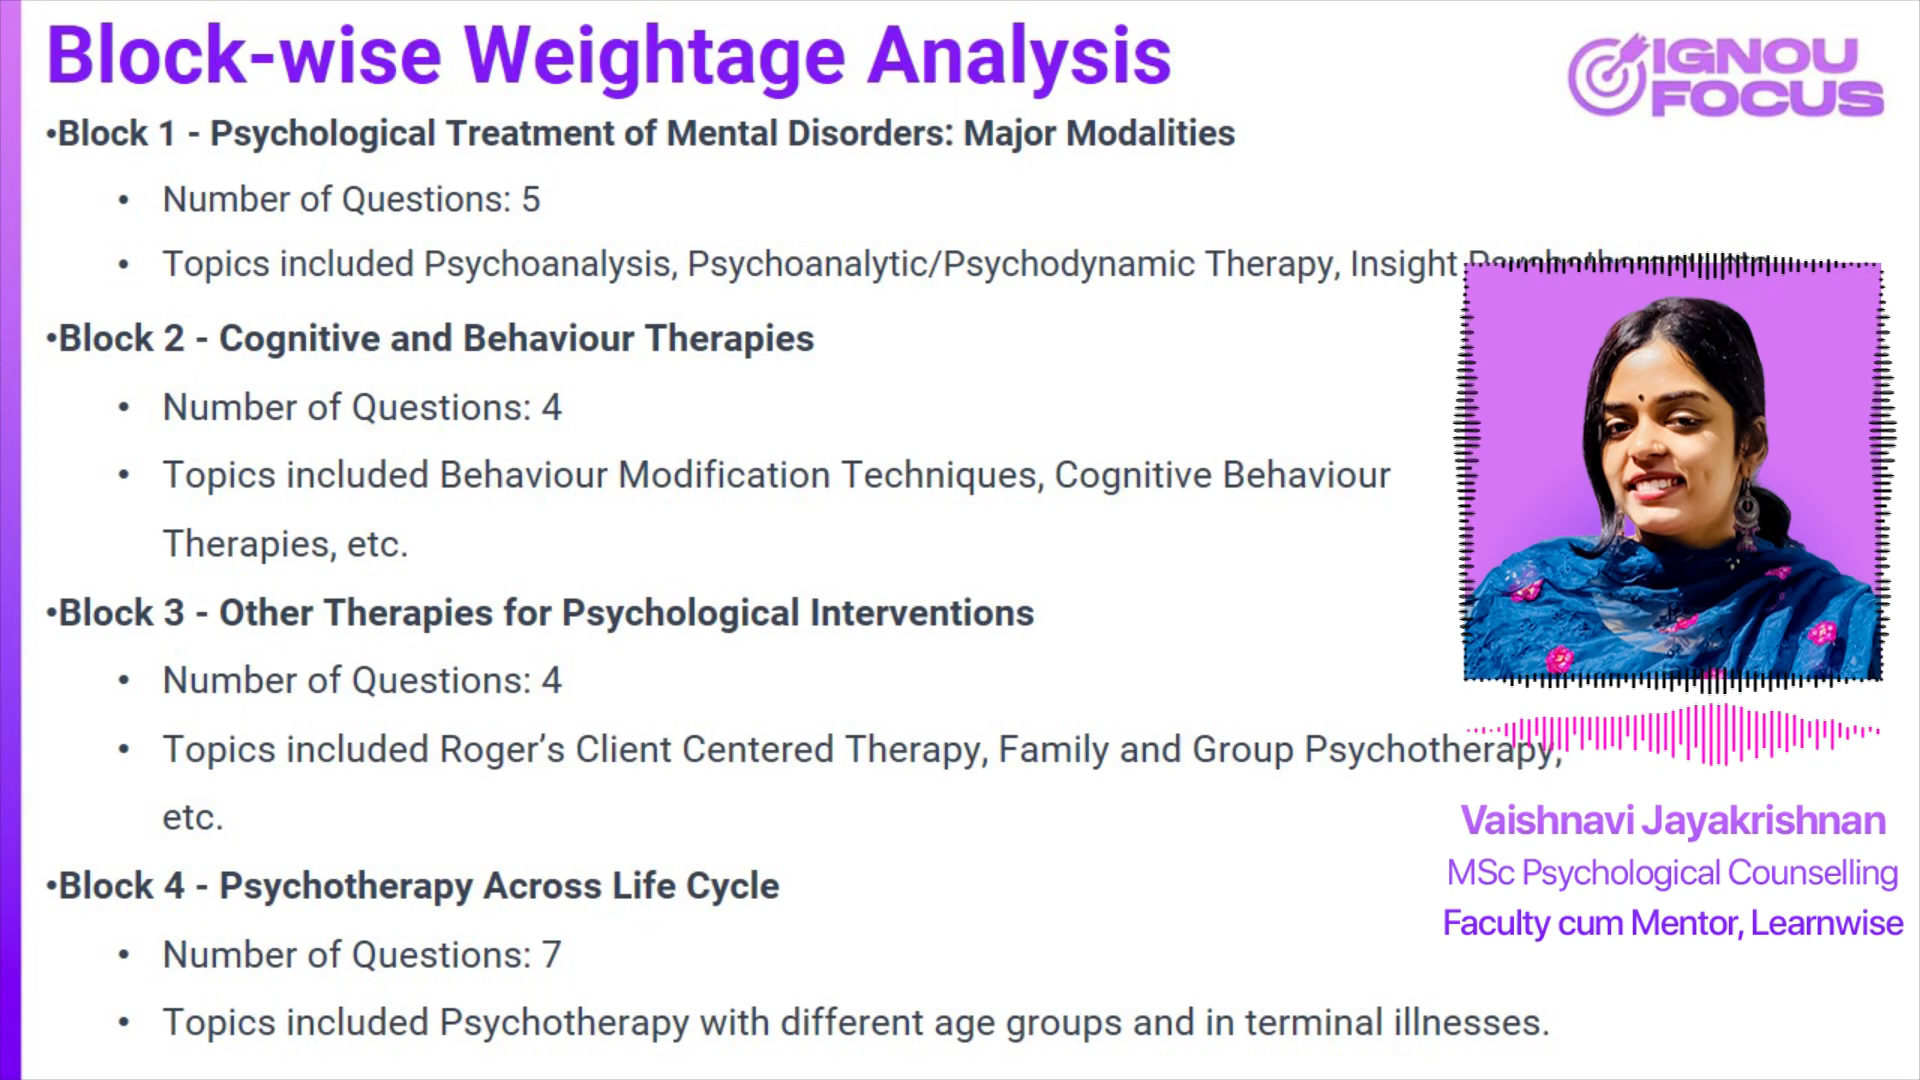 Block-wise Weightage Analysis
IGNOU
FOCUS
•Block 1 - Psychological Treatment of Mental Disorders: Major Modalities
• Number of Questions: 5
• Topics included Psychoanalysis, Psychoanalytic/Psychodynamic Therapy, Insight
•Block 2 - Cognitive and Behaviour Therapies
• Number of Questions: 4
• Topics included Behaviour Modification Techniques, Cognitive Behaviour
Therapies, etc.
•Block 3 - Other Therapies for Psychological Interventions
• Number of Questions: 4
• Topics included Roger’s Client Centered Therapy, Family and Group Psychotherapy,
etc.
•Block 4 - Psychotherapy Across Life Cycle
• Number of Questions: 7
• Topics included Psychotherapy with different age groups and in terminal illnesses.
Vaishnavi Jayakrishnan
MSc Psychological Counselling
Faculty cum Mentor, Learnwise